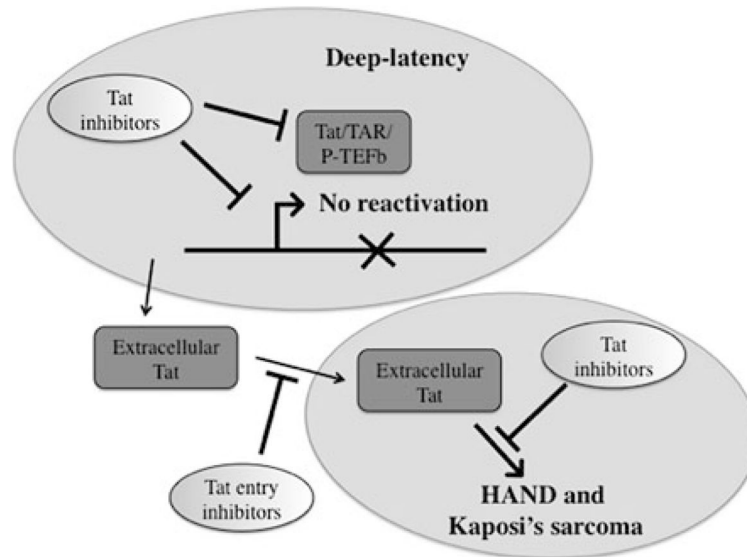 Deep-latency
Tat
inhibitors
Tat/TAR/
P-TEFb
No reactivation
Extracellular
Tat
Extracellular
Tat
Tat
inhibitors
Tat entry
inhibitors
HAND and
Kaposi's sarcoma